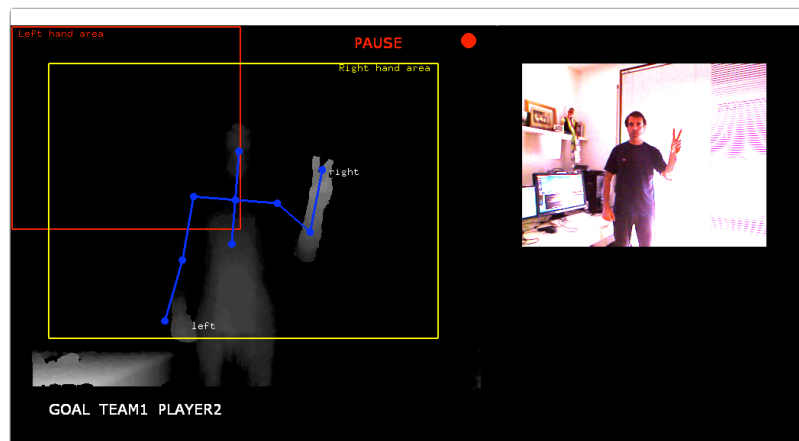 Left hand area
PAUSE
Right hand area
right
left
GOAL TEAM1 PLAYER2